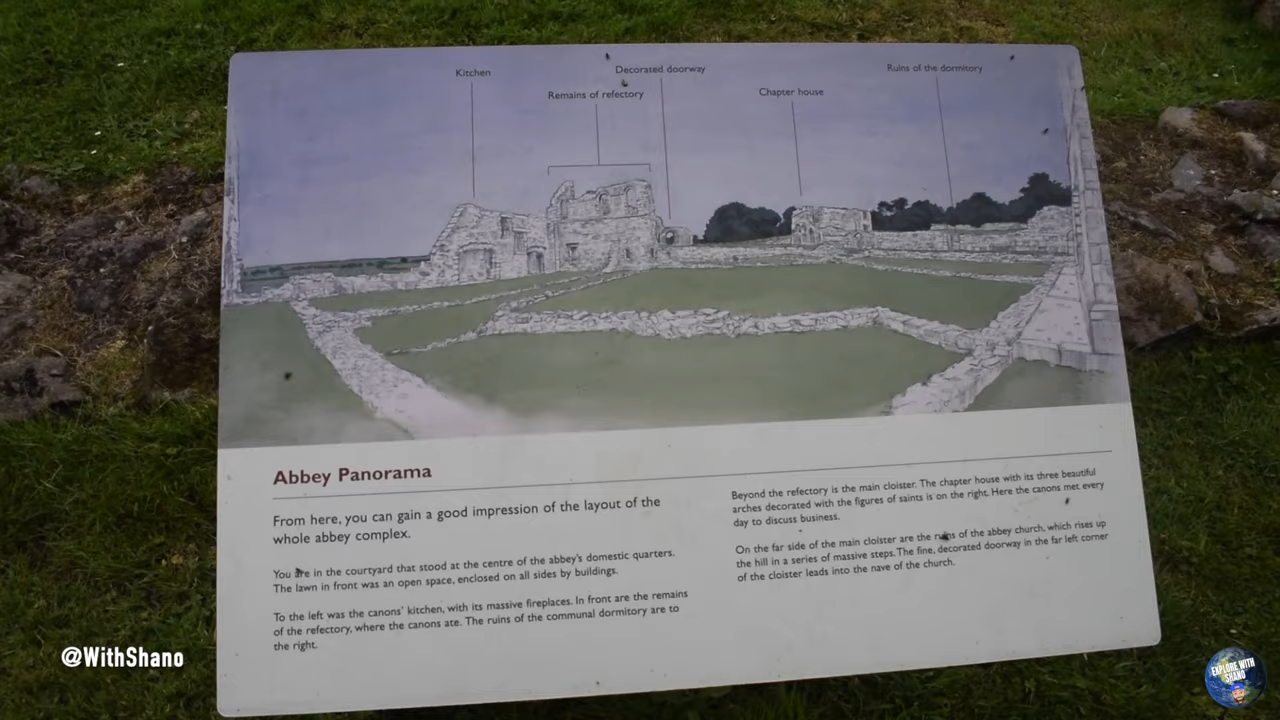 Kitchen
Decorated doorway
Remains of refectory
Chapter house
Ruins of the dormitory
Abbey Panorama
From here, you can gain a good impression of the layout of the
whole abbey complex.
You are in the courtyard that stood at the centre of the abbey's domestic quarters.
The lawn in front was an open space, enclosed on all sides by buildings.
To the left was the canons' kitchen, with its massive fireplaces. In front are the remains
of the refectory, where the canons ate. The ruins of the communal dormitory are to
the right.
Beyond the refectory is the main cloister. The chapter house with its three beautiful
arches decorated with the figures of saints is on the right. Here the canons met every
day to discuss business.
On the far side of the main cloister are the ruins of the abbey church, which rises up
the hill in a series of massive steps. The fine, decorated doorway in the far left corner
of the cloister leads into the nave of the church.
@WithShano
EXPLORE WITH
SHANO